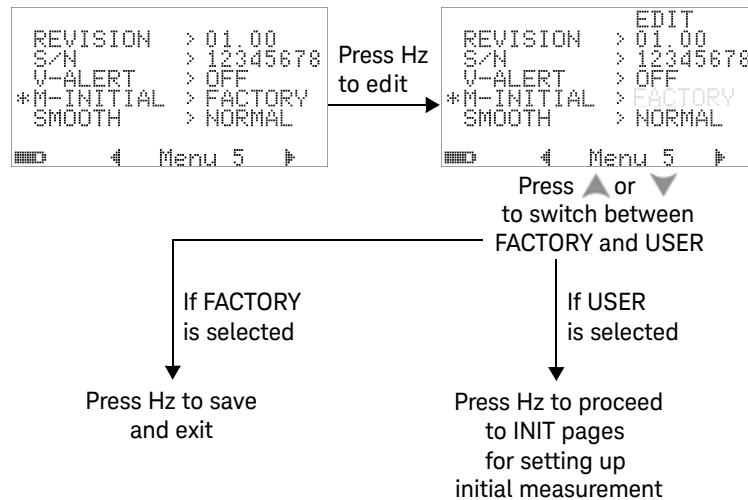 REVISION > 01.00
S/N > 12345678
V-ALERT > OFF
*M-INITIAL > FACTORY
SMOOTH > NORMAL
Menu 5
Press Hz
to edit
EDIT
REVISION > 01.00
S/N > 12345678
V-ALERT > OFF
*M-INITIAL > FACTORY
SMOOTH > NORMAL
Menu 5
Press or
to switch between
FACTORY and USER
If FACTORY
is selected
If USER
is selected
Press Hz to save
and exit
Press Hz to proceed
to INIT pages
for setting up
initial measurement